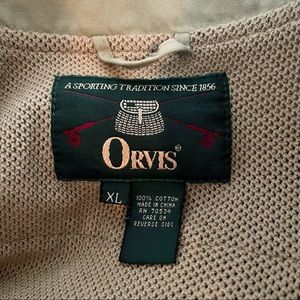 A SPORTING TRADITION SINCE 1856
ORVIS®
XL
100% COTTON
MADE IN CHINA
RN 70534
CARE ON
REVERSE SIDE